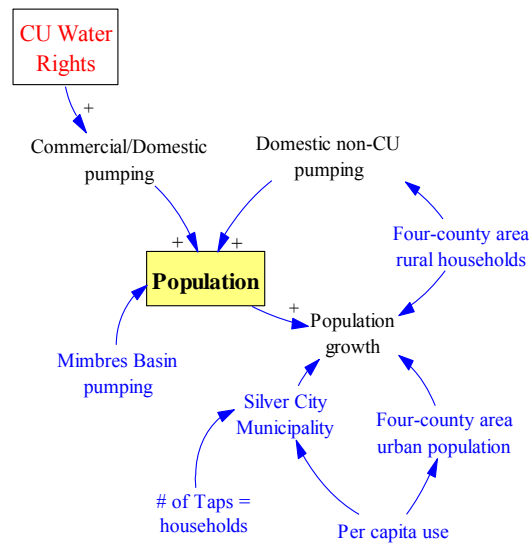 CU Water
Rights
+
Commercial/Domestic
pumping
Domestic non-CU
pumping
+
+
Four-county area
rural households
Population
+
Population
growth
Mimbres Basin
pumping
Silver City
Municipality
Four-county area
urban population
# of Taps =
households
Per capita use